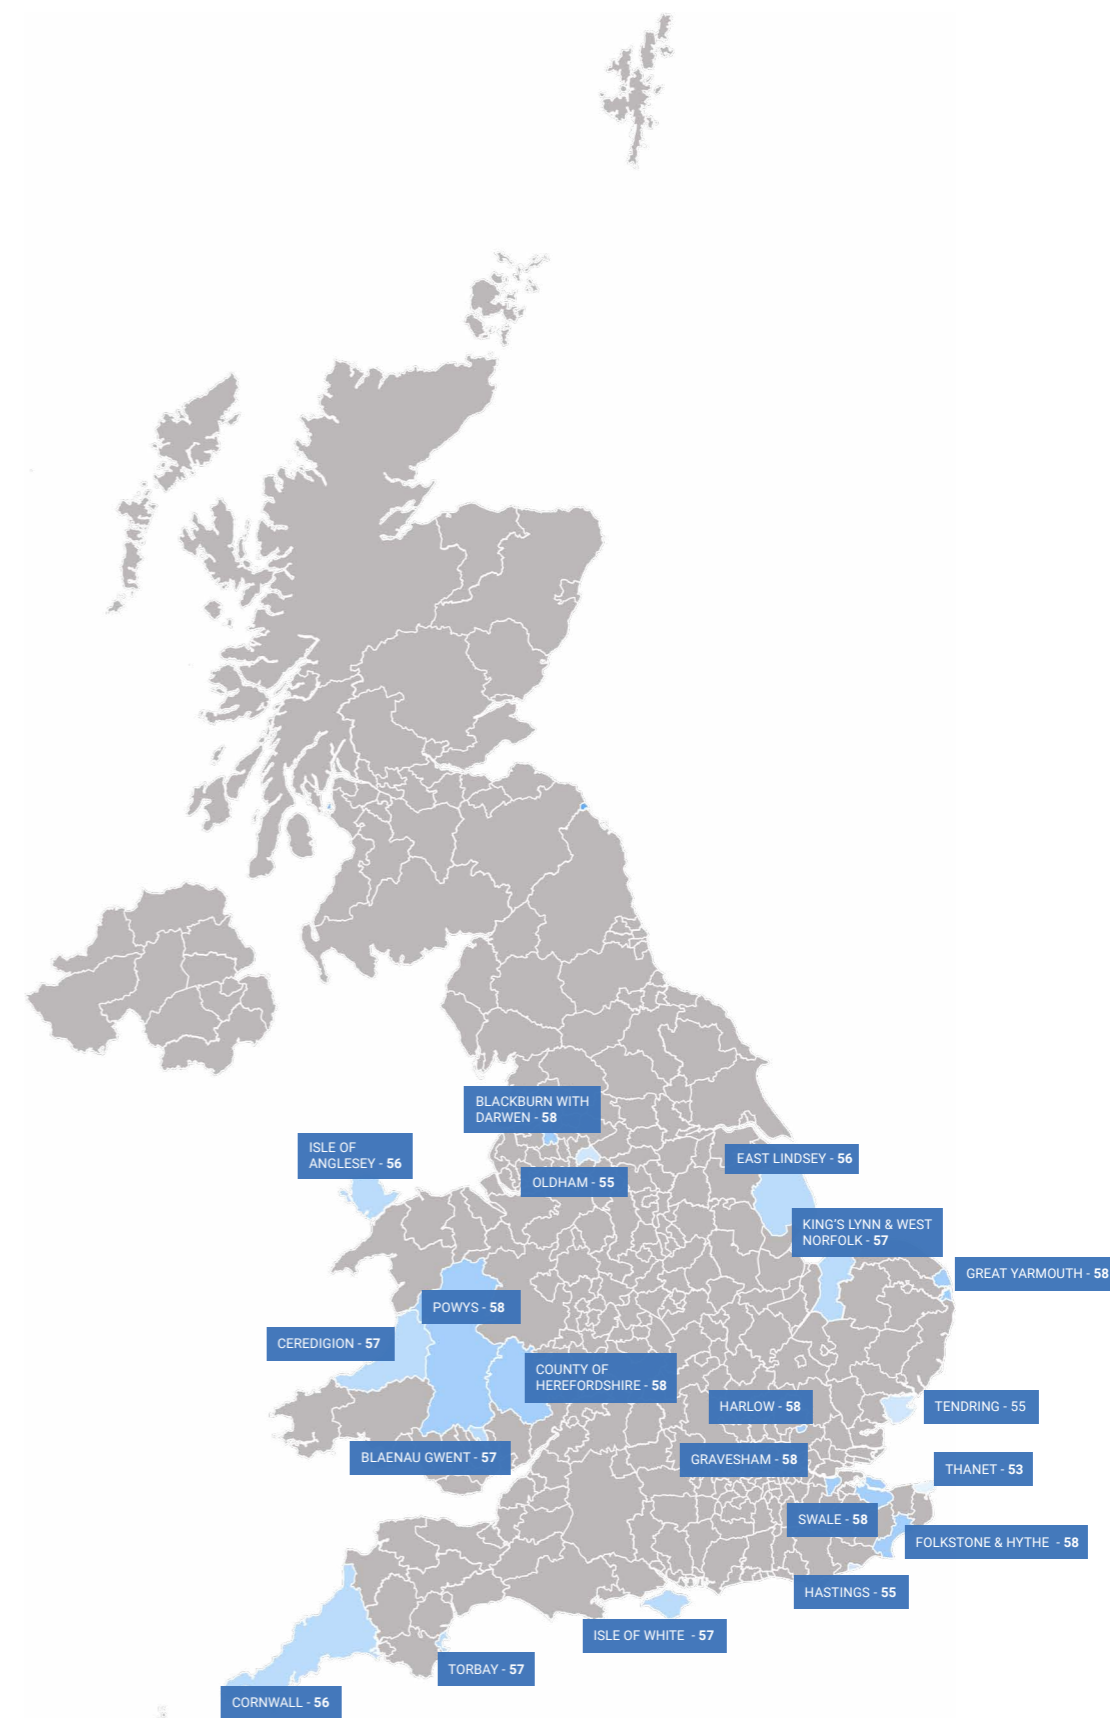 BLACKBURN WITH
DARWEN - 58
ISLE OF
ANGLESEY - 56
EAST LINDSEY - 56
OLDHAM - 55
KING'S LYNN & WEST
NORFOLK - 57
GREAT YARMOUTH - 58
POWYS - 58
CEREDIGION - 57
COUNTY OF
HEREFORDSHIRE - 58
HARLOW - 58
TENDRING - 55
BLAENAU GWENT - 57
GRAVESHAM - 58
THANET - 53
SWALE - 58
FOLKSTONE & HYTHE - 58
HASTINGS - 55
ISLE OF WHITE - 57
TORBAY - 57
CORNWALL - 56